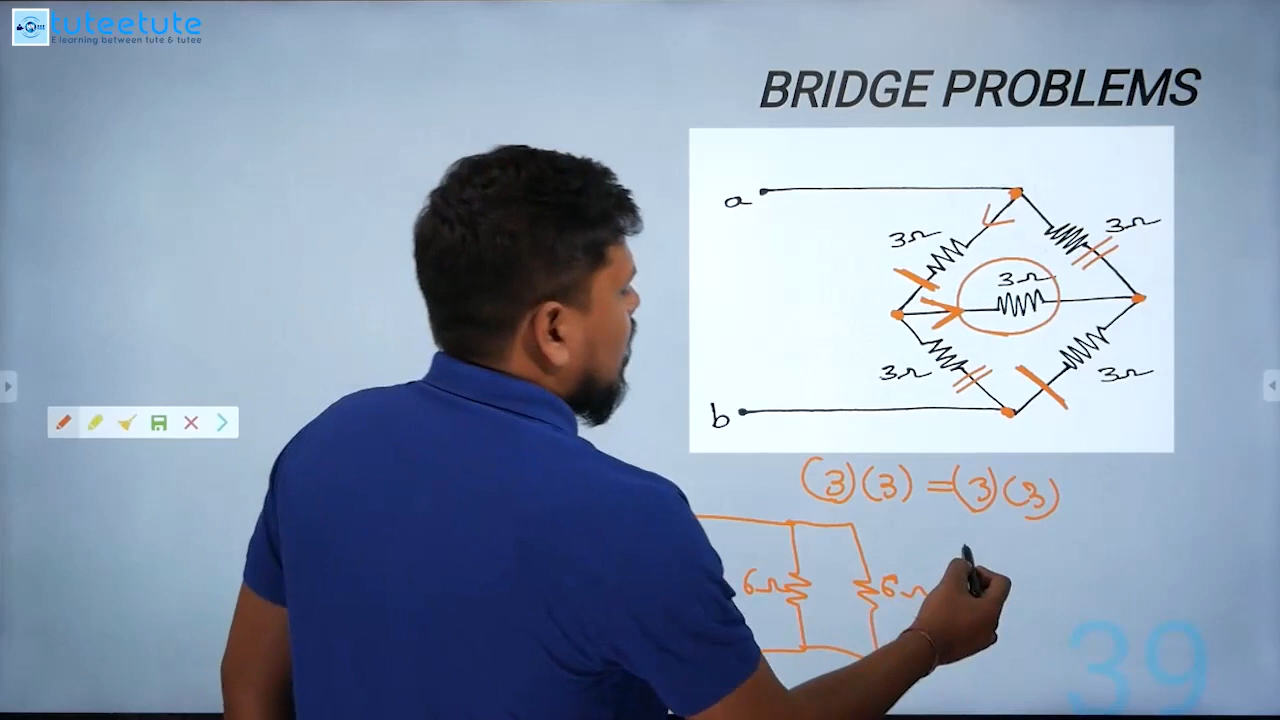 tuteetute
E learning between tute & tutee
BRIDGE PROBLEMS
a
3Ω
3Ω
3Ω
3Ω
3Ω
b
(3)(3) = (3)(3)
6Ω
6Ω
39